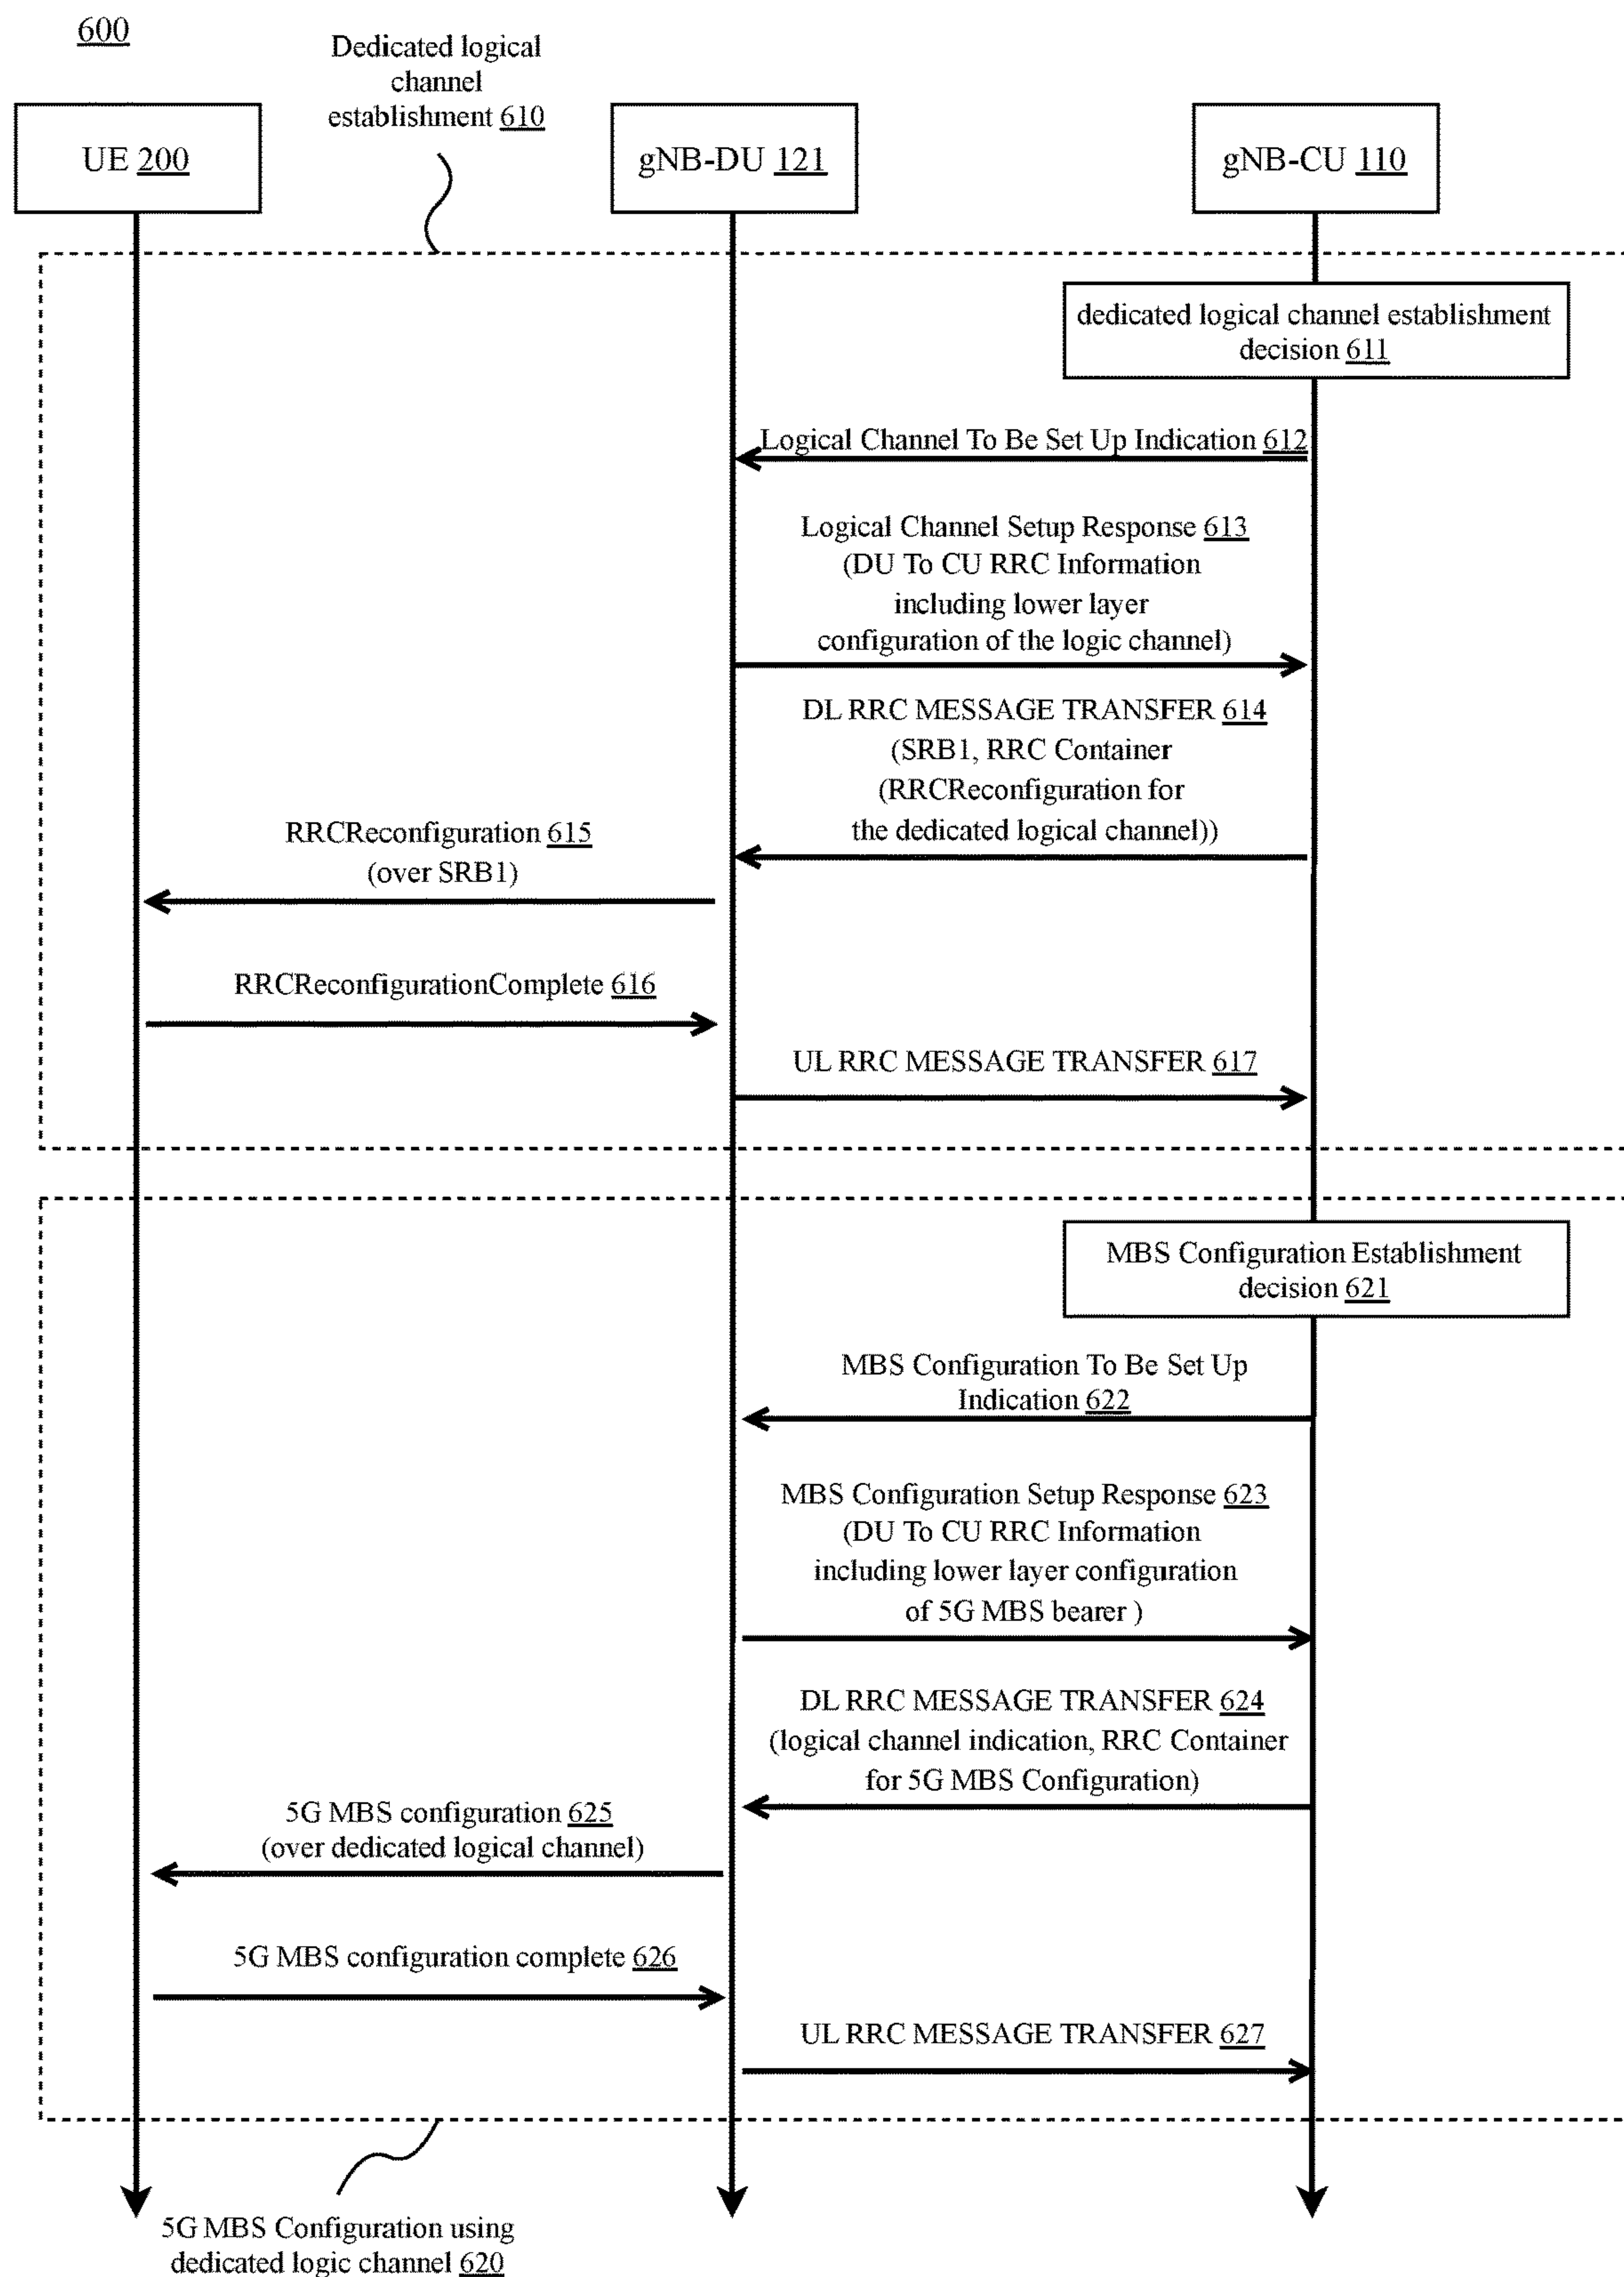 600
Dedicated logical
channel
establishment 610
UE 200
gNB-DU 121
gNB-CU 110
dedicated logical channel establishment
decision 611
Logical Channel To Be Set Up Indication 612
Logical Channel Setup Response 613
(DU To CU RRC Information
including lower layer
configuration of the logic channel)
DL RRC MESSAGE TRANSFER 614
(SRB1, RRC Container
(RRCReconfiguration for
the dedicated logical channel))
RRCReconfiguration 615
(over SRB1)
RRCReconfigurationComplete 616
UL RRC MESSAGE TRANSFER 617
MBS Configuration Establishment
decision 621
MBS Configuration To Be Set Up
Indication 622
MBS Configuration Setup Response 623
(DU To CU RRC Information
including lower layer configuration
of 5G MBS bearer )
DL RRC MESSAGE TRANSFER 624
(logical channel indication, RRC Container
for 5G MBS Configuration)
5G MBS configuration 625
(over dedicated logical channel)
5G MBS configuration complete 626
UL RRC MESSAGE TRANSFER 627
5G MBS Configuration using
dedicated logic channel 620